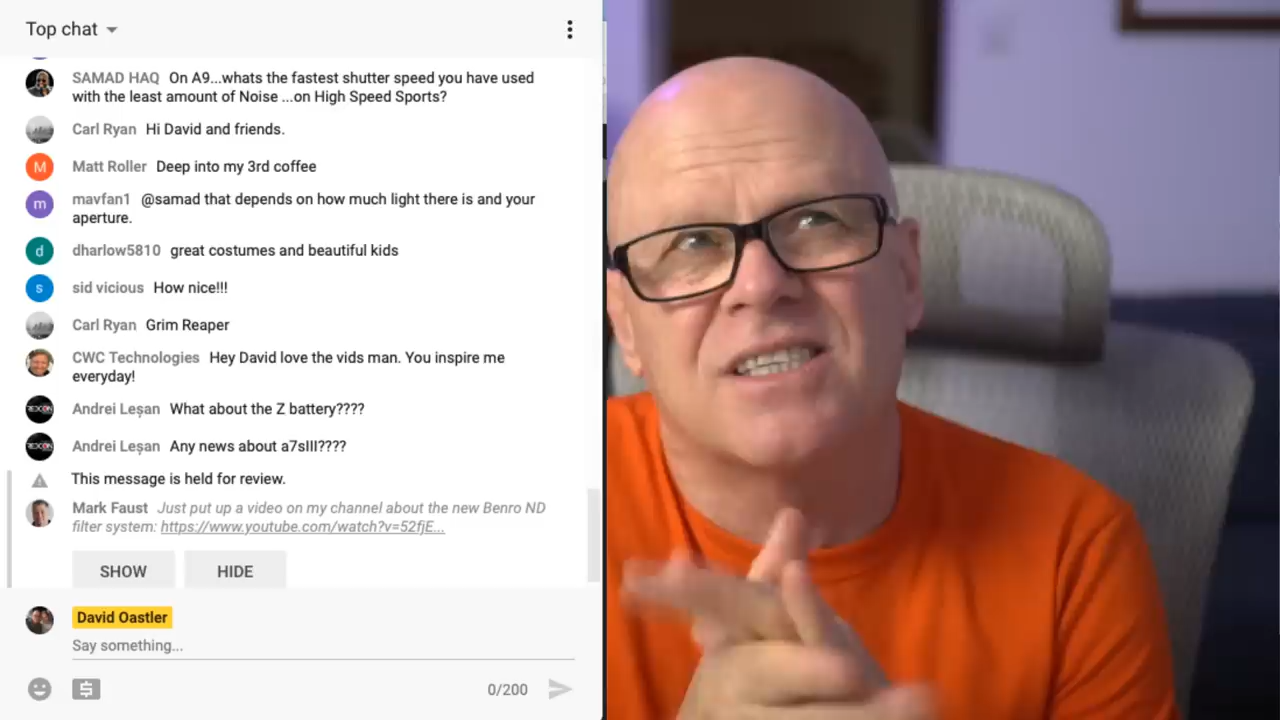 Top chat
SAMAD HAQ On A9...whats the fastest shutter speed you have used
with the least amount of Noise ...on High Speed Sports?
Carl Ryan Hi David and friends.
M Matt Roller Deep into my 3rd coffee
m mavfan1 @samad that depends on how much light there is and your
aperture.
d dharlow5810 great costumes and beautiful kids
s sid vicious How nice!!!
Carl Ryan Grim Reaper
CWC Technologies Hey David love the vids man. You inspire me
everyday!
Andrei Leșan What about the Z battery????
Andrei Leșan Any news about a7sIII????
This message is held for review.
Mark Faust Just put up a video on my channel about the new Benro ND
filter system: https://www.youtube.com/watch?v=52fjE...
SHOW HIDE
David Oastler
Say something...
0/200